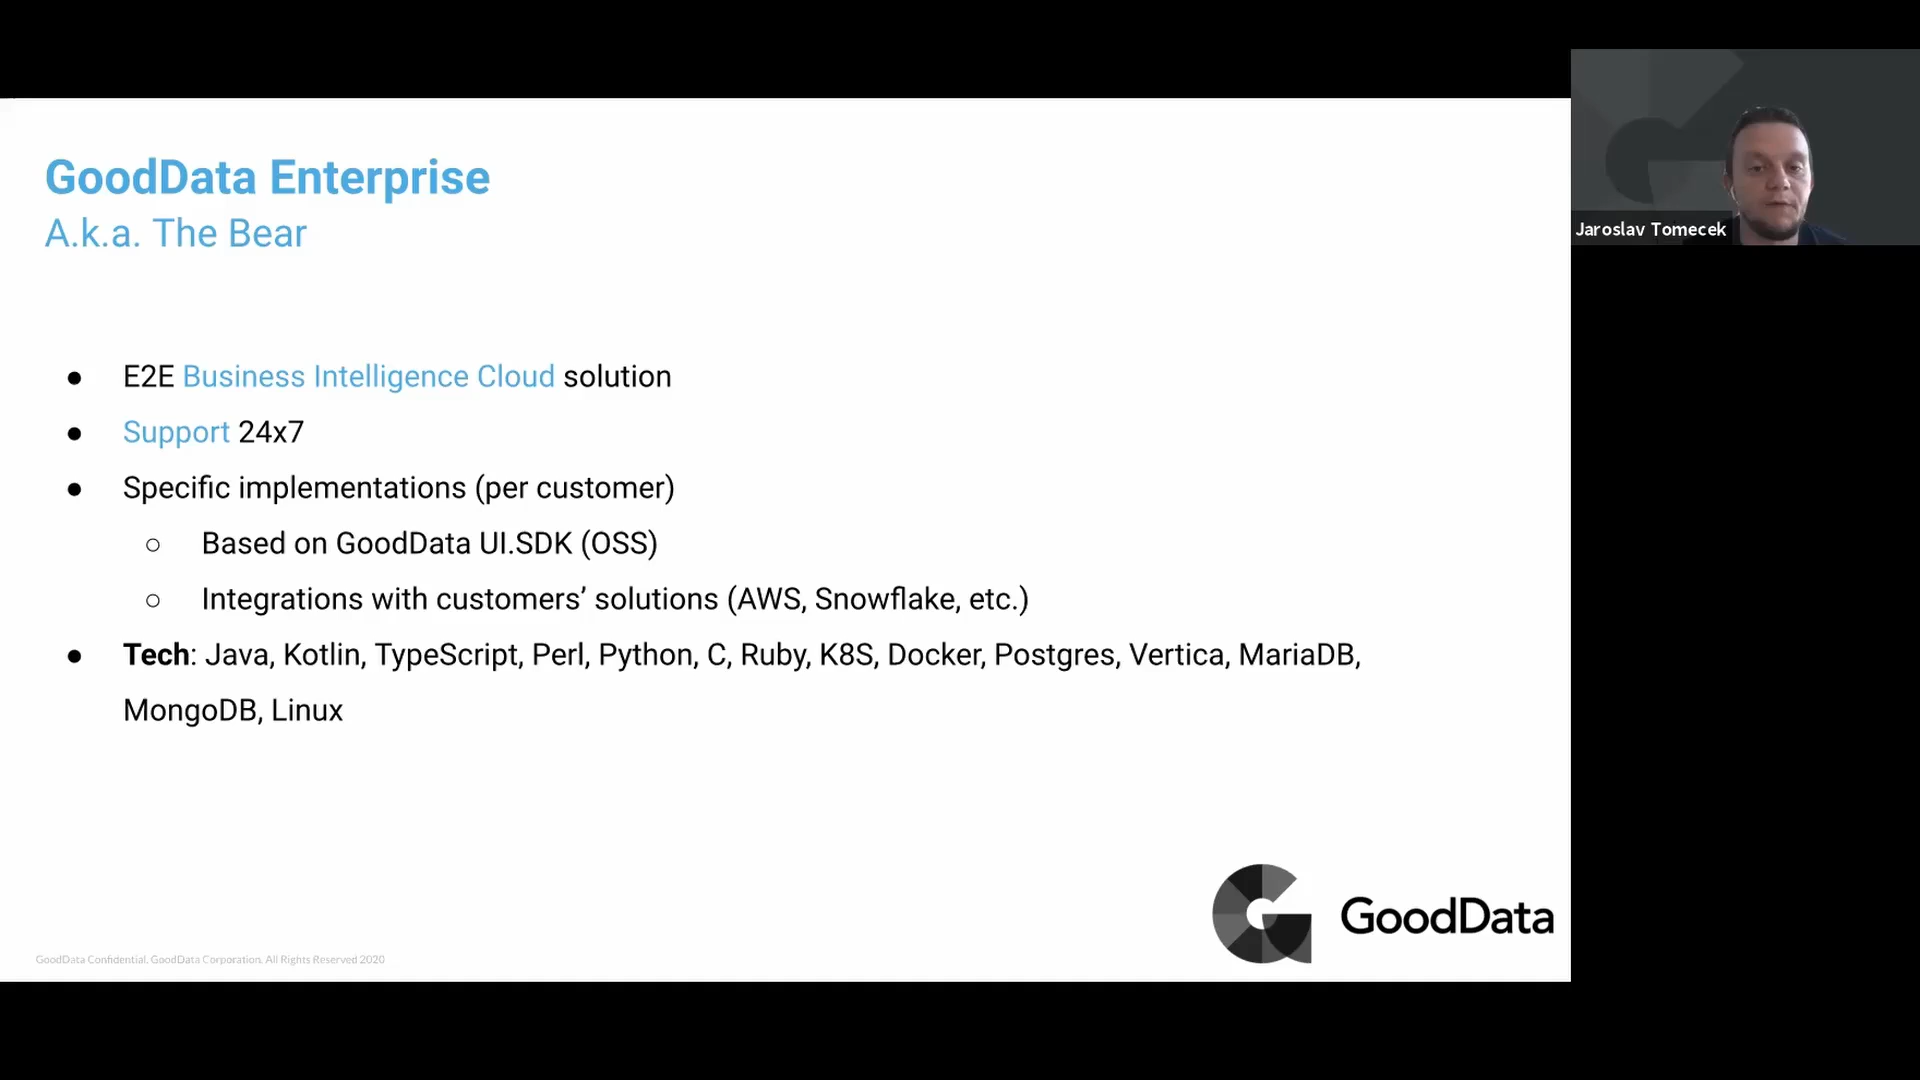 GoodData Enterprise
A.k.a. The Bear
● E2E Business Intelligence Cloud solution
● Support 24x7
● Specific implementations (per customer)
○ Based on GoodData UI.SDK (OSS)
○ Integrations with customers’ solutions (AWS, Snowflake, etc.)
● Tech: Java, Kotlin, TypeScript, Perl, Python, C, Ruby, K8S, Docker, Postgres, Vertica, MariaDB,
MongoDB, Linux
GoodData
GoodData Confidential. GoodData Corporation. All Rights Reserved 2020
Jaroslav Tomecek